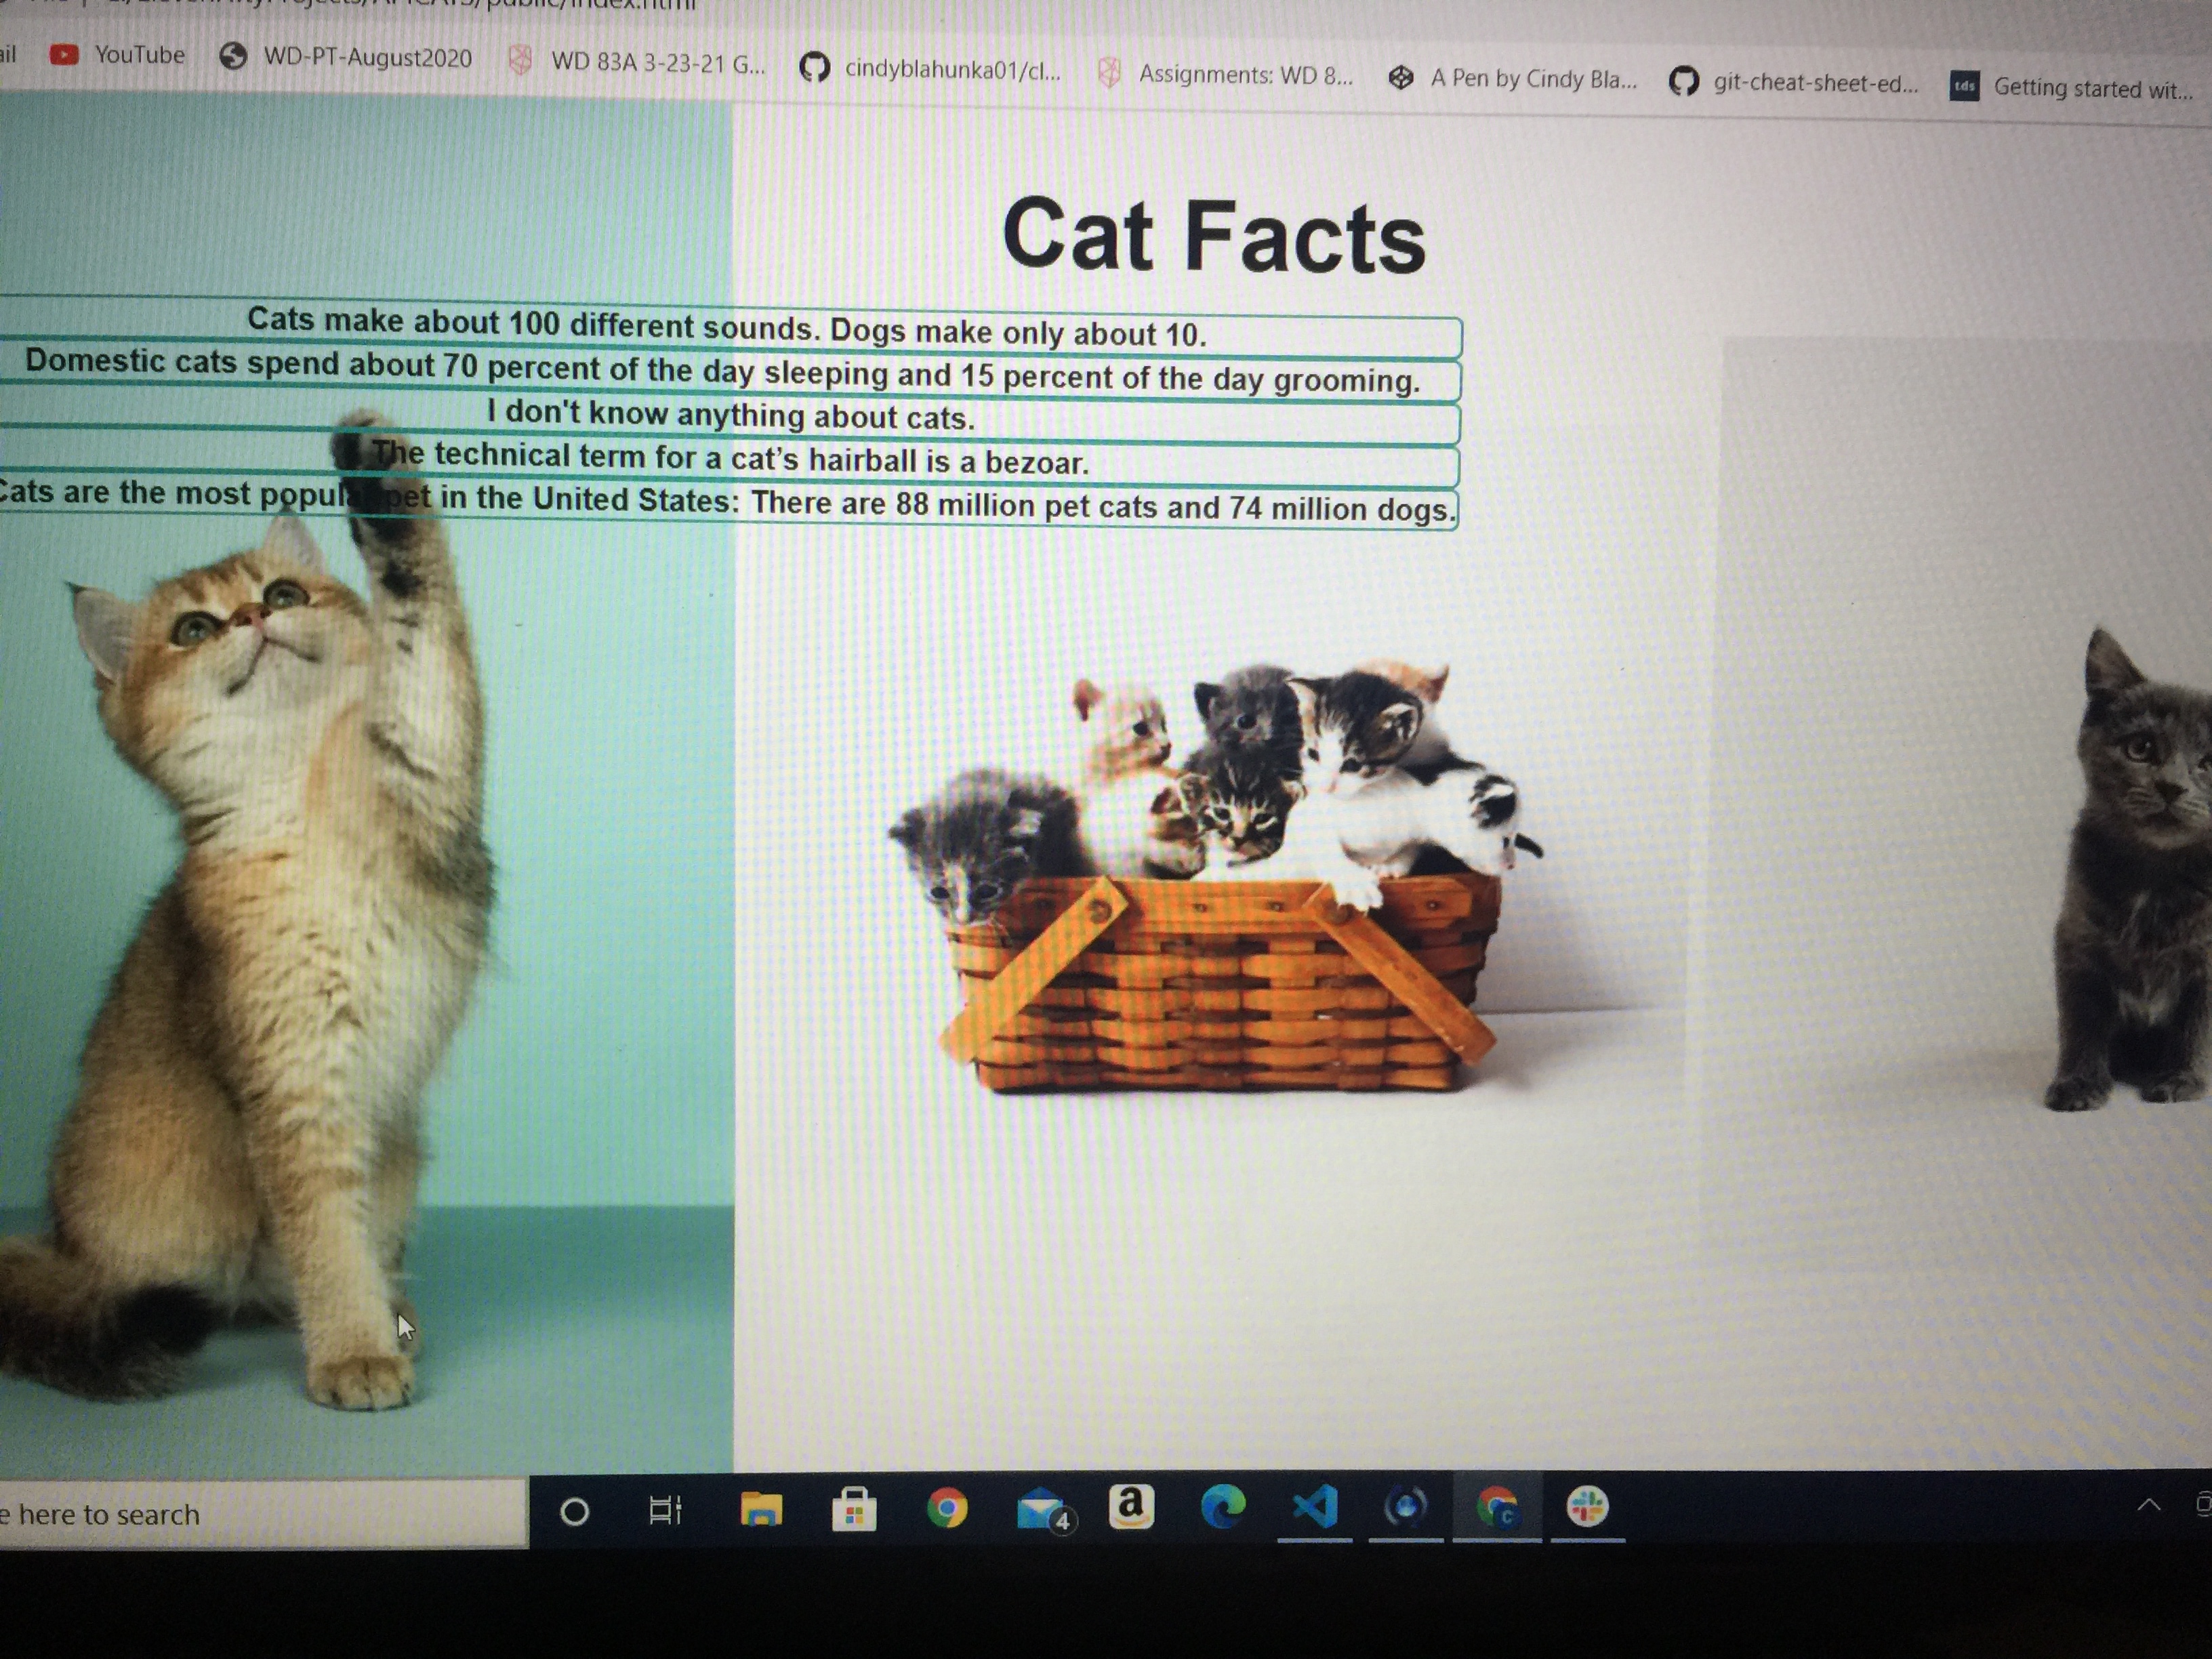 YouTube
WD-PT-August2020
WD 83A 3-23-21 G...
cindyblahunka01/cl...
Assignments: WD 8...
A Pen by Cindy Bla...
git-cheat-sheet-ed...
tds
Getting started wit...
Cat Facts
Cats make about 100 different sounds. Dogs make only about 10.
Domestic cats spend about 70 percent of the day sleeping and 15 percent of the day grooming.
I don't know anything about cats.
The technical term for a cat’s hairball is a bezoar.
Cats are the most popular pet in the United States: There are 88 million pet cats and 74 million dogs.
e here to search
4
a
C